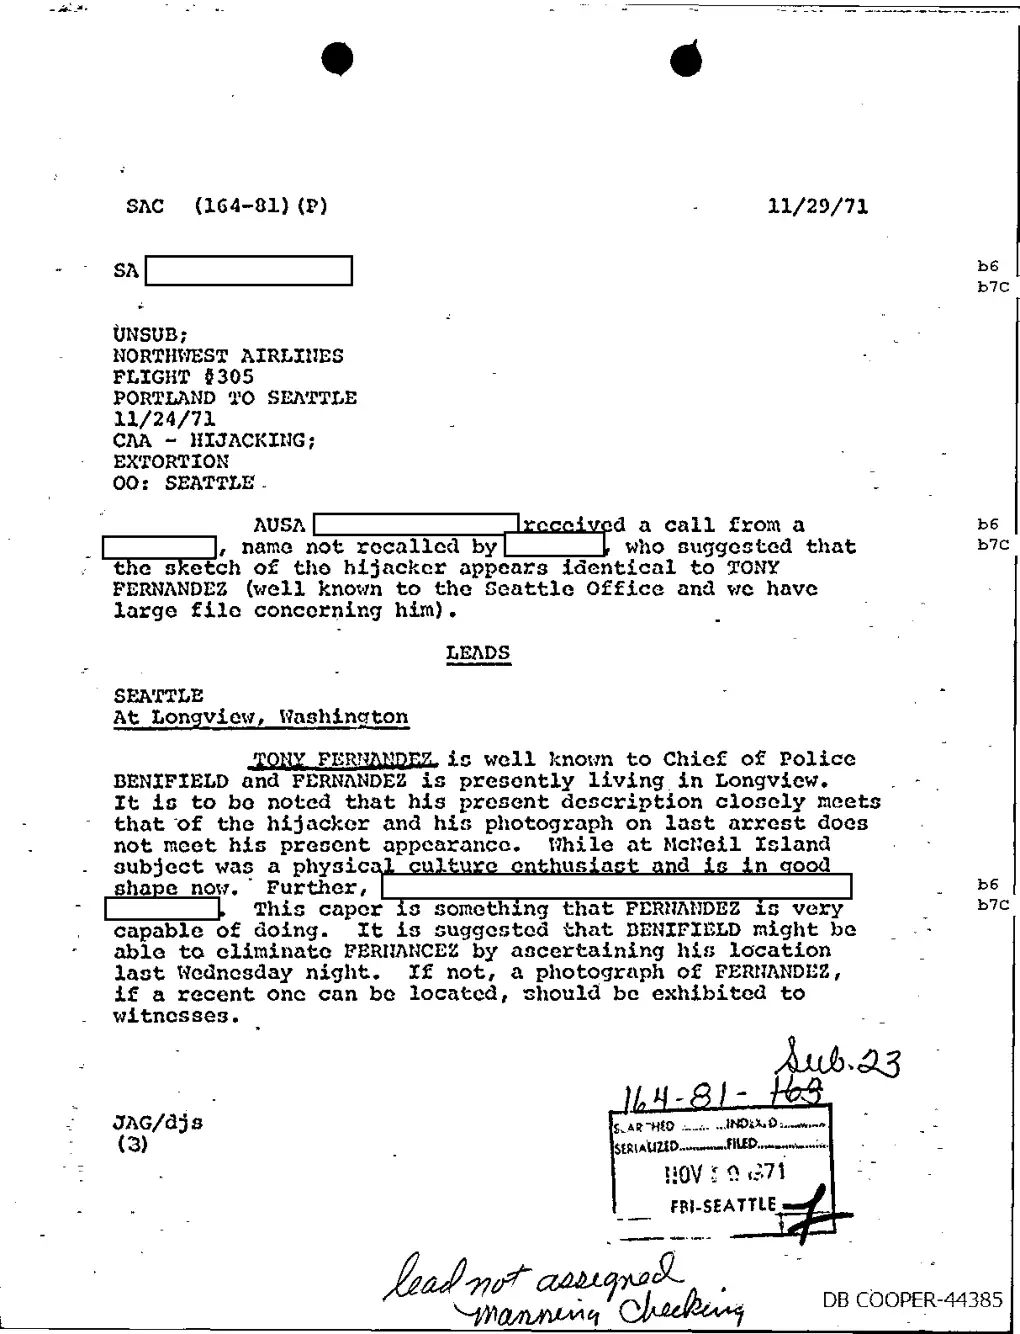 SAC (164-81)(P) 11/29/71
SA
b6
b7C
UNSUB;
NORTHWEST AIRLINES
FLIGHT #305
PORTLAND TO SEATTLE
11/24/71
CAA - HIJACKING;
EXTORTION
OO: SEATTLE
AUSA received a call from a
, name not recalled by , who suggested that
the sketch of the hijacker appears identical to TONY
FERNANDEZ (well known to the Seattle Office and we have
large file concerning him).
b6
b7C
LEADS
SEATTLE
At Longview, Washington
TONY FERNANDEZ is well known to Chief of Police
BENIFIELD and FERNANDEZ is presently living in Longview.
It is to be noted that his present description closely meets
that of the hijacker and his photograph on last arrest does
not meet his present appearance. While at McNeil Island
subject was a physical culture enthusiast and is in good
shape now. Further,
. This caper is something that FERNANDEZ is very
capable of doing. It is suggested that BENIFIELD might be
able to eliminate FERNANCEZ by ascertaining his location
last Wednesday night. If not, a photograph of FERNANDEZ,
if a recent one can be located, should be exhibited to
witnesses.
b6
b7C
Sub.23
164-81-163
JAG/djs
(3)
SEARCHED INDEXED
SERIALIZED FILED
NOV 1971
FBI-SEATTLE
lead not assigned
Manning Checking
DB COOPER-44385